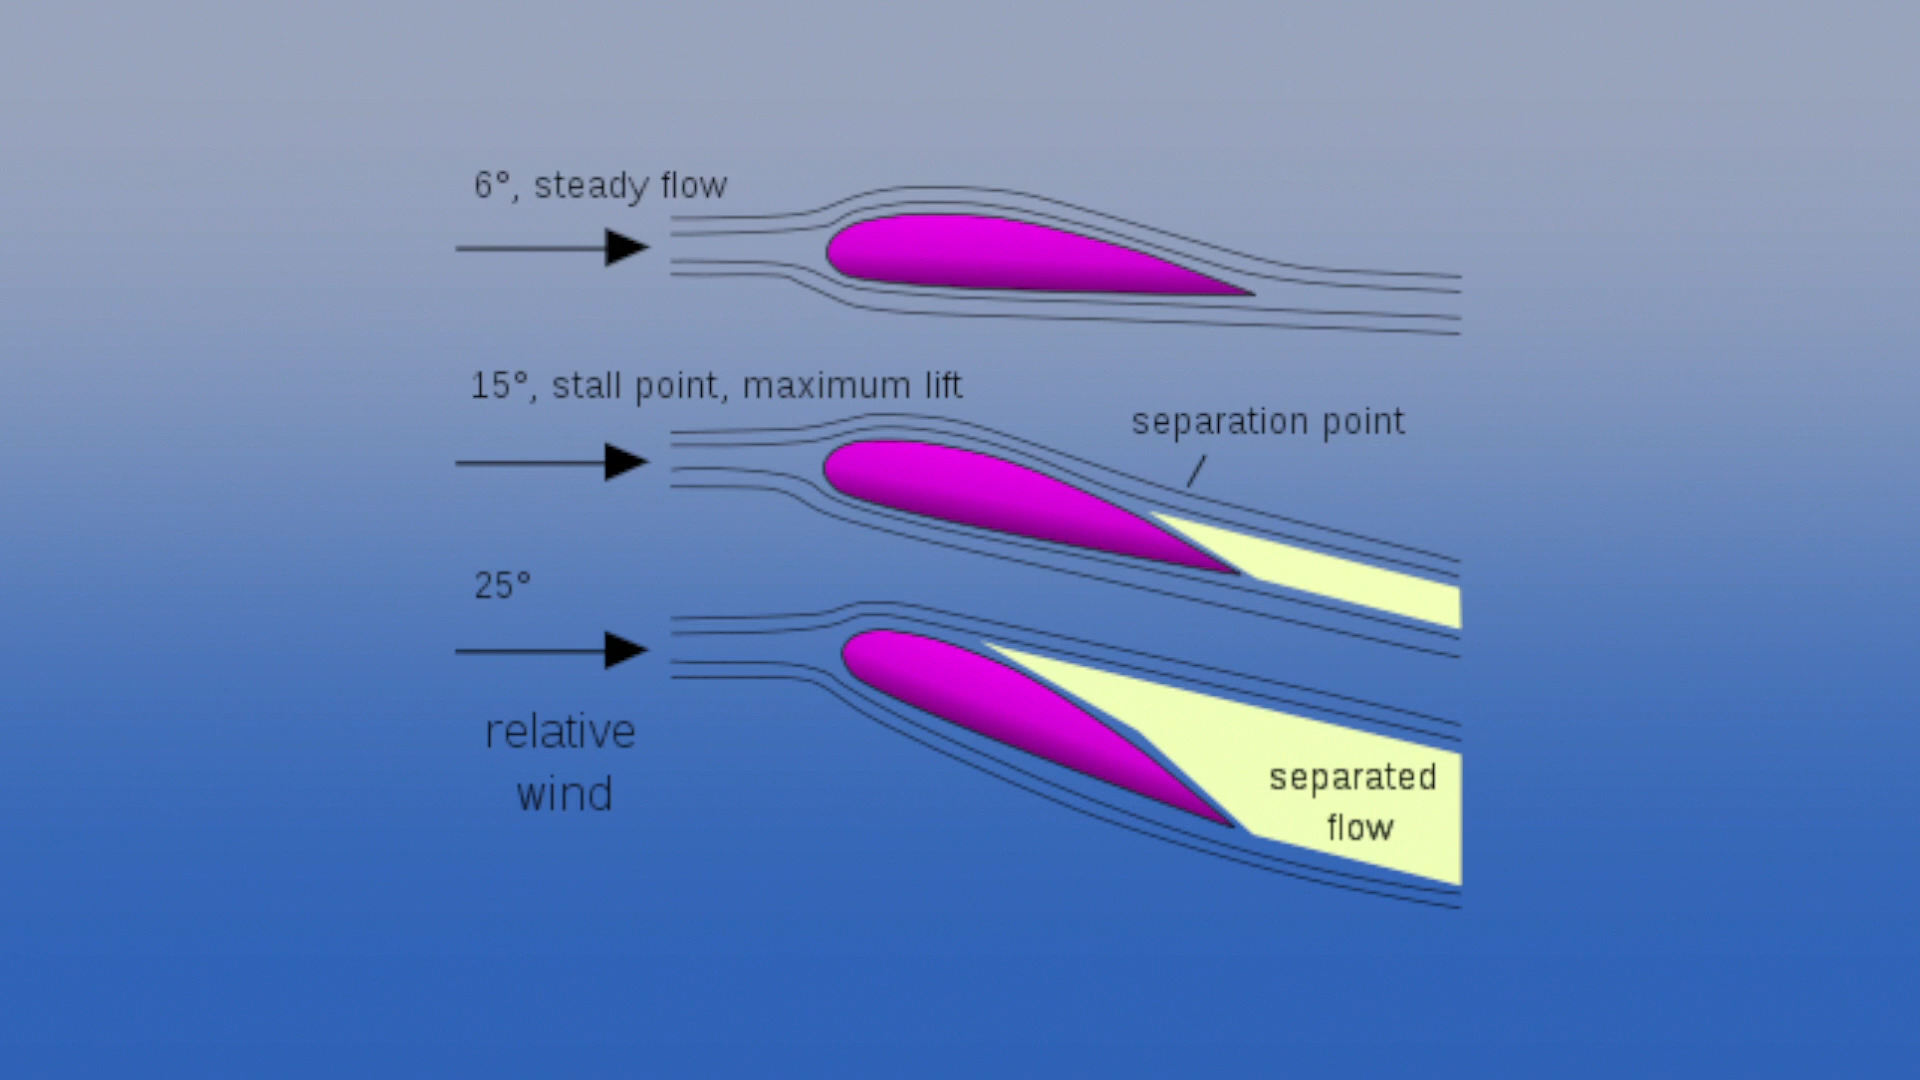 6°, steady flow
15°, stall point, maximum lift
separation point
25°
relative
wind
separated
flow